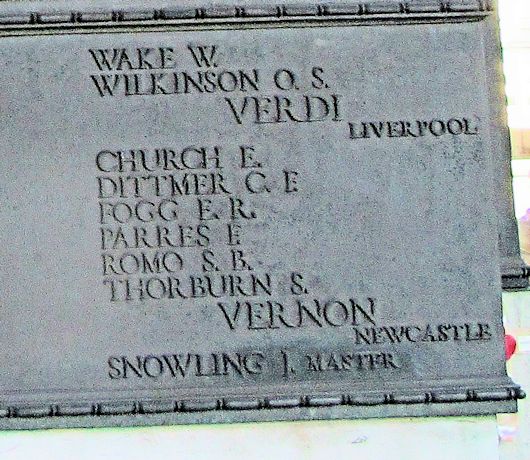 WAKE W.
WILKINSON O. S.
VERDI
LIVERPOOL
CHURCH E.
DITTMER C. F.
FOGG E. R.
PARRES F.
ROMO S. B.
THORBURN S.
VERNON
NEWCASTLE
SNOWLING J. MASTER